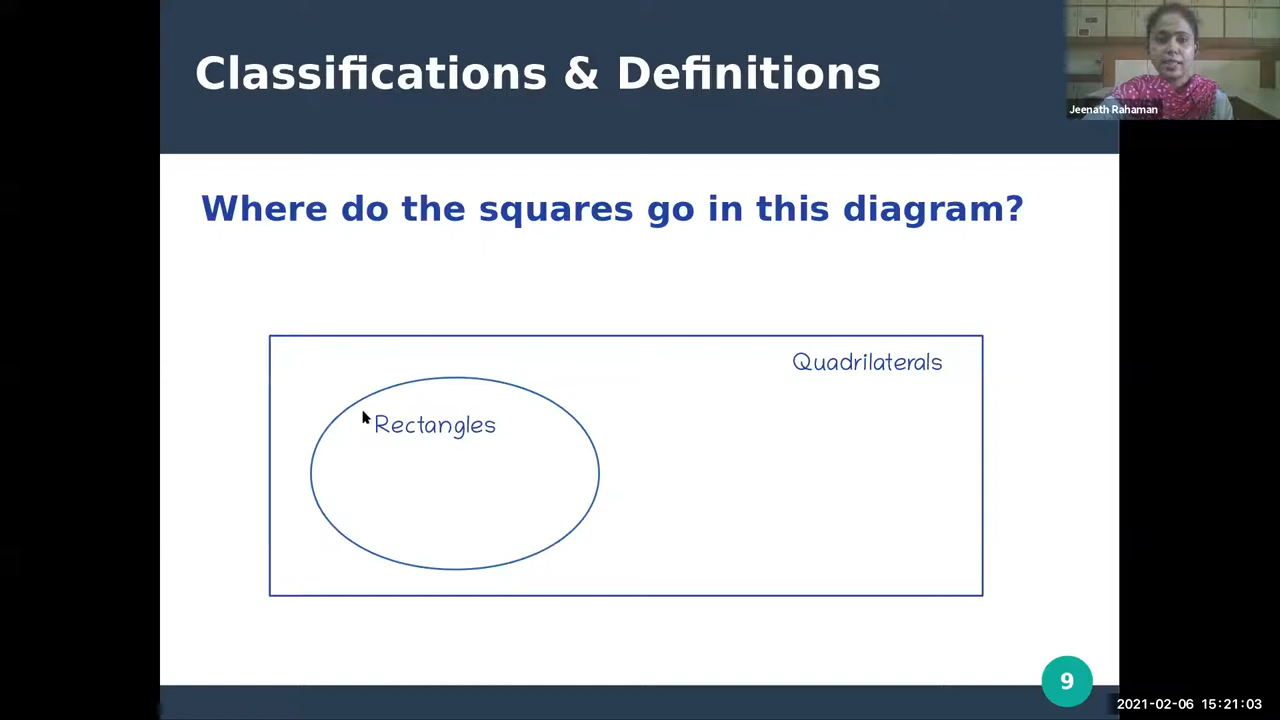 Classifications & Definitions
Jeenath Rahaman
Where do the squares go in this diagram?
Quadrilaterals
Rectangles
9
2021-02-06 15:21:03